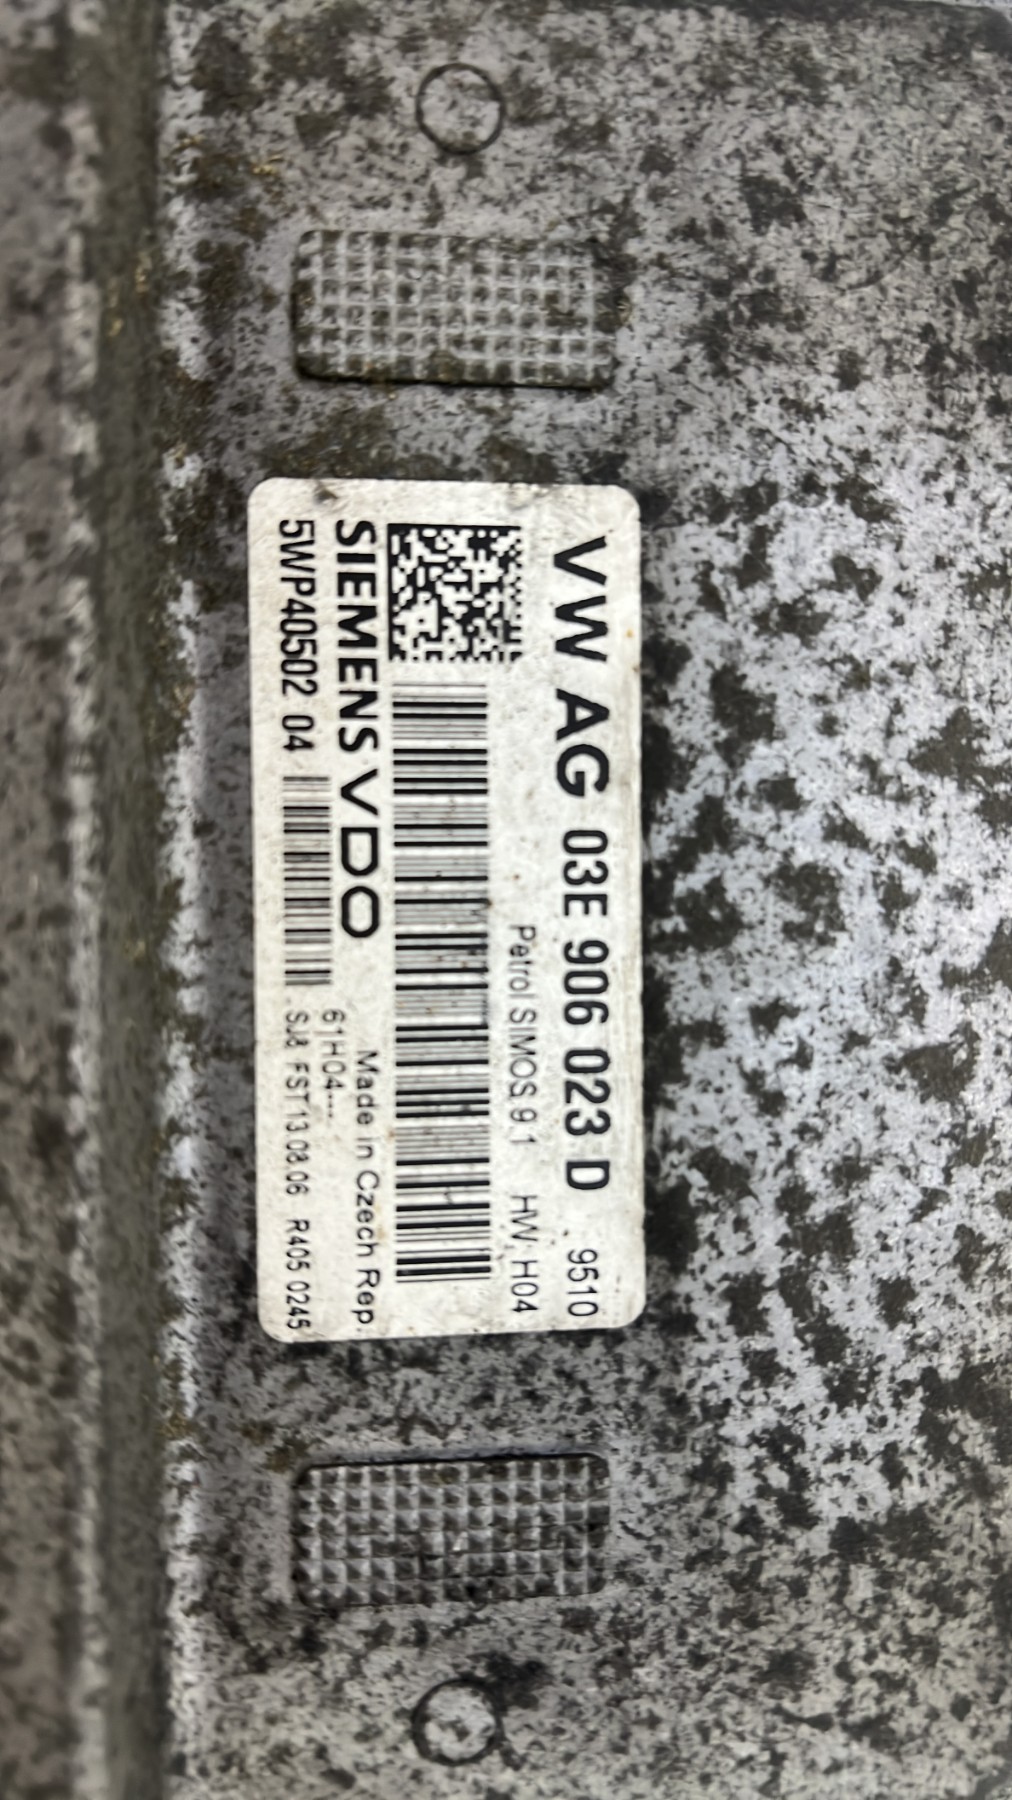 VW AG 03E 906 023 D 9510
Petrol SIMOS 9.1 HW: H04
SIEMENS VDO Made in Czech Rep.
61H04---
5WP40502 04 SJ8 FST 13.08.06 R405 0245